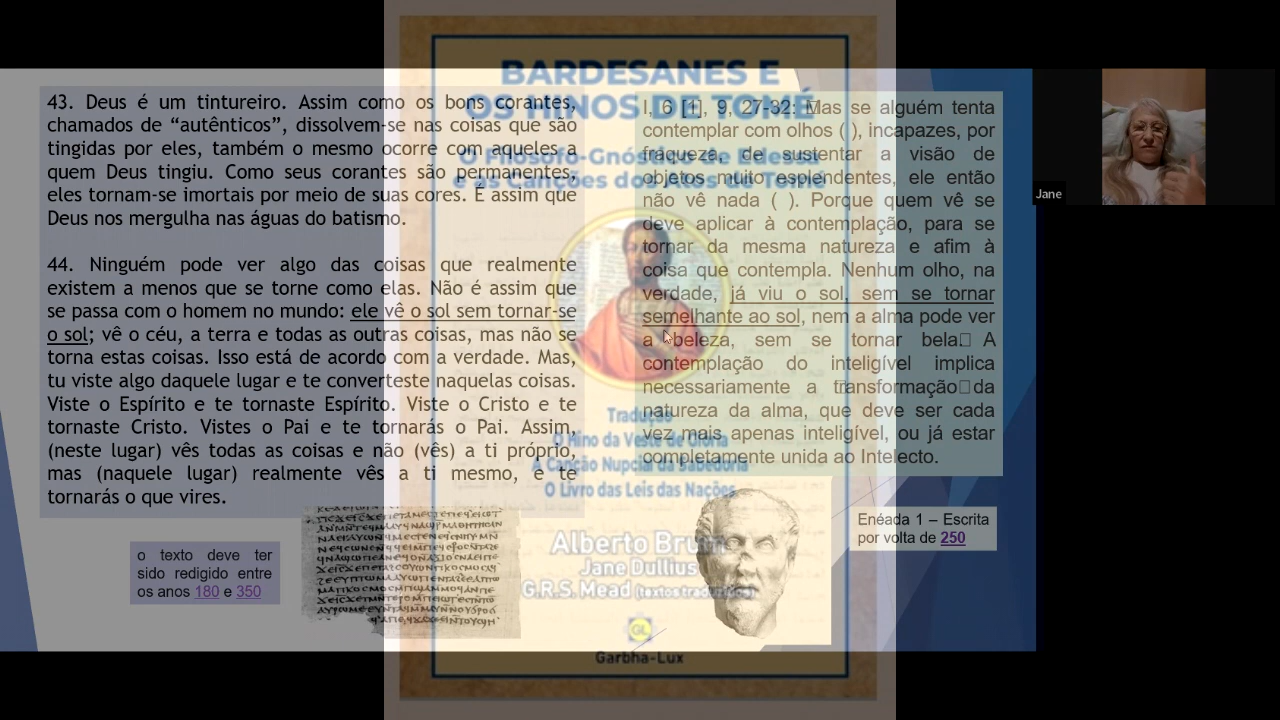 43. Deus é um tintureiro. Assim como os bons corantes,
chamados de “autênticos”, dissolvem-se nas coisas que são
tingidas por eles, também o mesmo ocorre com aqueles a
quem Deus tingiu. Como seus corantes são permanentes,
eles tornam-se imortais por meio de suas cores. É assim que
Deus nos mergulha nas águas do batismo.
44. Ninguém pode ver algo das coisas que realmente
existem a menos que se torne como elas. Não é assim que
se passa com o homem no mundo: ele vê o sol sem tornar-se
o sol; vê o céu, a terra e todas as outras coisas, mas não se
torna estas coisas. Isso está de acordo com a verdade. Mas,
tu viste algo daquele lugar e te converteste naquelas coisas.
Viste o Espírito e te tornaste Espírito. Viste o Cristo e te
tornaste Cristo. Vistes o Pai e te tornarás o Pai. Assim,
(neste lugar) vês todas as coisas e não (vês) a ti próprio,
mas (naquele lugar) realmente vês a ti mesmo, e te
tornarás o que vires.
o texto deve ter
sido redigido entre
os anos 180 e 350
BARDESANES E
OS HINOS DE TOMÉ
O Filósofo-Gnóstico de Edessa
e as Canções dos Atos de Tomé
Tradução
O Hino da Veste de Glória
A Canção Nupcial da Sabedoria
O Livro das Leis das Nações
Alberto Brum
Jane Dullius
G.R.S. Mead (textos traduzidos)
GL
Garbha-Lux
I, 6 [1], 9, 27-32: Mas se alguém tenta
contemplar com olhos ( ), incapazes, por
fraqueza, de sustentar a visão de
objetos muito esplendentes, ele então
não vê nada ( ). Porque quem vê se
deve aplicar à contemplação, para se
tornar da mesma natureza e afim à
coisa que contempla. Nenhum olho, na
verdade, já viu o sol, sem se tornar
semelhante ao sol, nem a alma pode ver
a beleza, sem se tornar bela. A
contemplação do inteligível implica
necessariamente a transformação da
natureza da alma, que deve ser cada
vez mais apenas inteligível, ou já estar
completamente unida ao Intelecto.
Enéada 1 – Escrita
por volta de 250
Jane